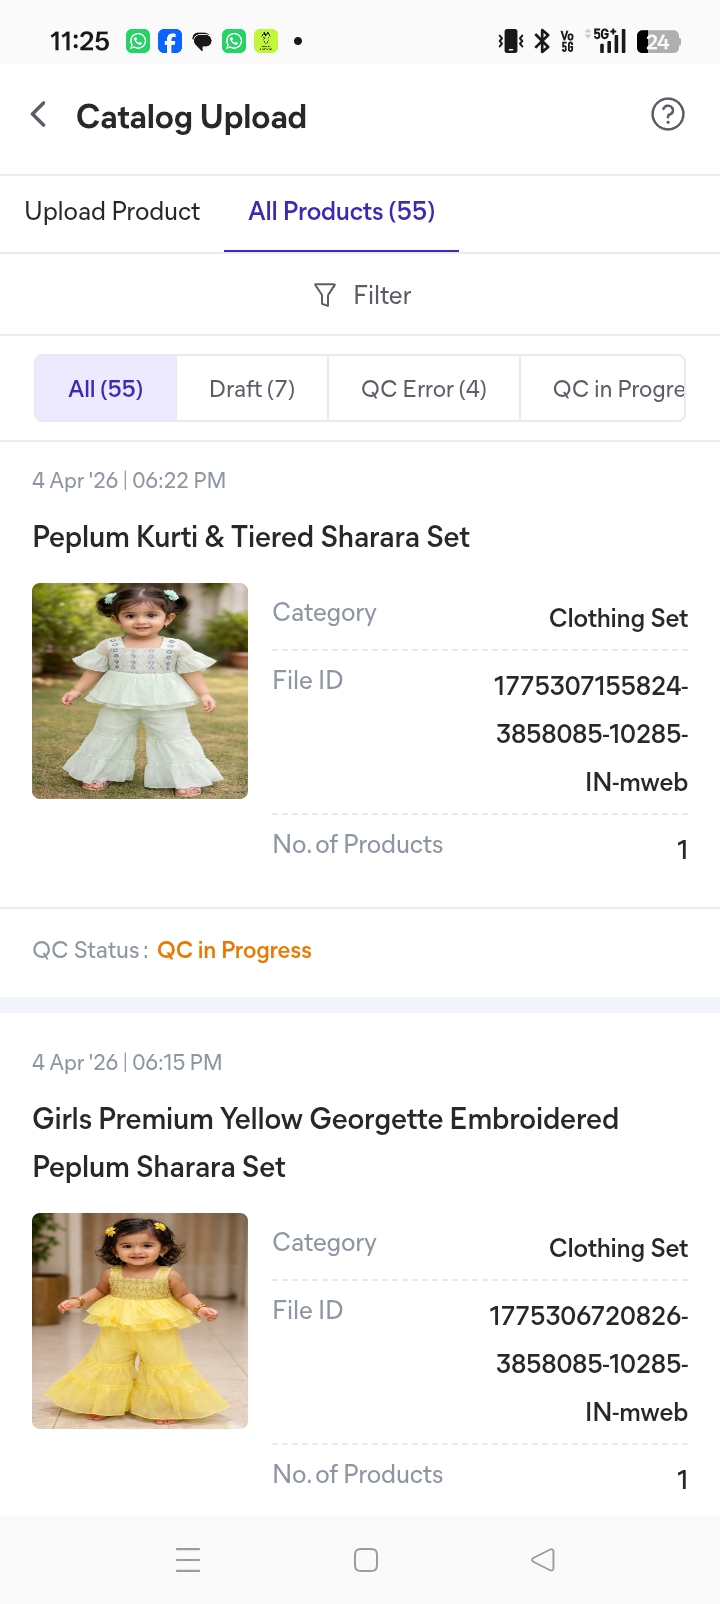 11:25
Vo
5G
5G+
24
Catalog Upload
?
Upload Product
All Products (55)
Filter
All (55)
Draft (7)
QC Error (4)
QC in Progre
4 Apr '26 | 06:22 PM
Peplum Kurti & Tiered Sharara Set
Category
Clothing Set
File ID
1775307155824-
3858085-10285-
IN-mweb
No. of Products
1
QC Status : QC in Progress
4 Apr '26 | 06:15 PM
Girls Premium Yellow Georgette Embroidered
Peplum Sharara Set
Category
Clothing Set
File ID
1775306720826-
3858085-10285-
IN-mweb
No. of Products
1